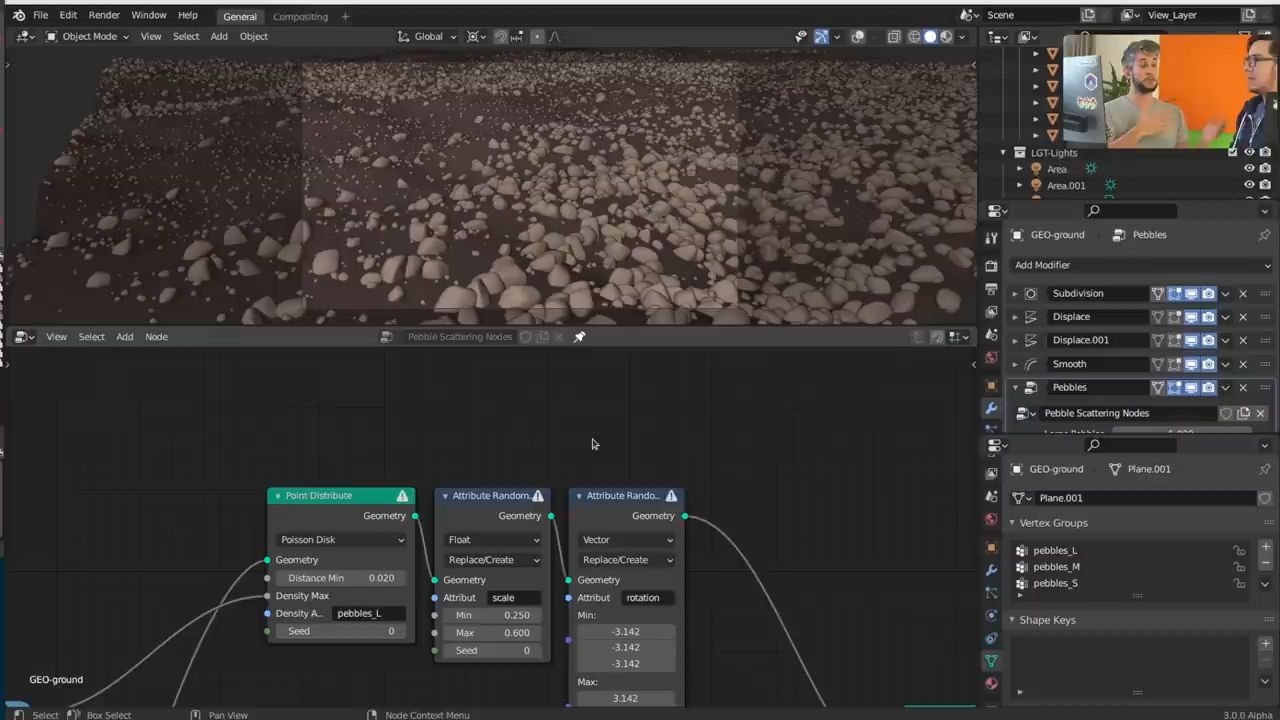 File Edit Render Window Help General Compositing + Scene View_Layer
Object Mode View Select Add Object Global
LGT-Lights
Area
Area.001
GEO-ground Pebbles
Add Modifier
Subdivision
Displace
Displace.001
Smooth
Pebbles
Pebble Scattering Nodes
View Select Add Node Pebble Scattering Nodes
GEO-ground Plane.001
Plane.001
Vertex Groups
pebbles_L
pebbles_M
pebbles_S
Shape Keys
Point Distribute
Geometry
Poisson Disk
Geometry
Distance Min 0.020
Density Max
Density A... pebbles_L
Seed 0
Attribute Random.
Geometry
Float
Replace/Create
Geometry
Attribut scale
Min 0.250
Max 0.600
Seed 0
Attribute Rando...
Geometry
Vector
Replace/Create
Geometry
Attribut rotation
Min:
-3.142
-3.142
-3.142
Max:
3.142
GEO-ground
Select Box Select Pan View Node Context Menu 3.0.0 Alpha